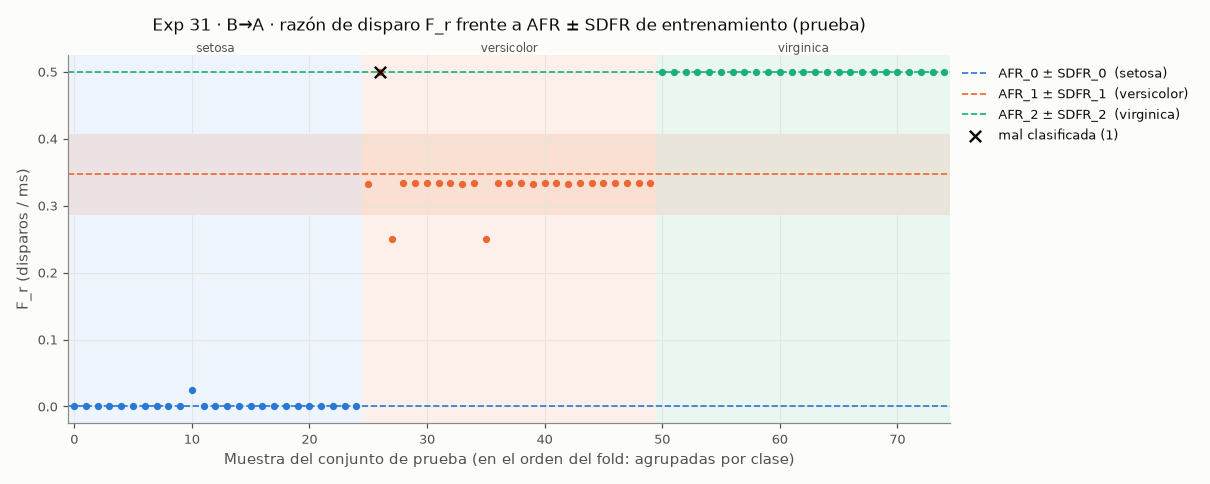 Exp 31 · B→A · razón de disparo F_r frente a AFR ± SDFR de entrenamiento (prueba)
setosa versicolor virginica
0.5
0.4
0.3
0.2
0.1
0.0
F_r (disparos / ms)
0 10 20 30 40 50 60 70
Muestra del conjunto de prueba (en el orden del fold: agrupadas por clase)
AFR_0 ± SDFR_0 (setosa)
AFR_1 ± SDFR_1 (versicolor)
AFR_2 ± SDFR_2 (virginica)
mal clasificada (1)